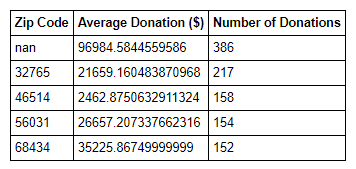 Zip Code Average Donation ($) Number of Donations
nan 96984.5844559586 386
32765 21659.160483870968 217
46514 2462.8750632911324 158
56031 26657.207337662316 154
68434 35225.86749999999 152